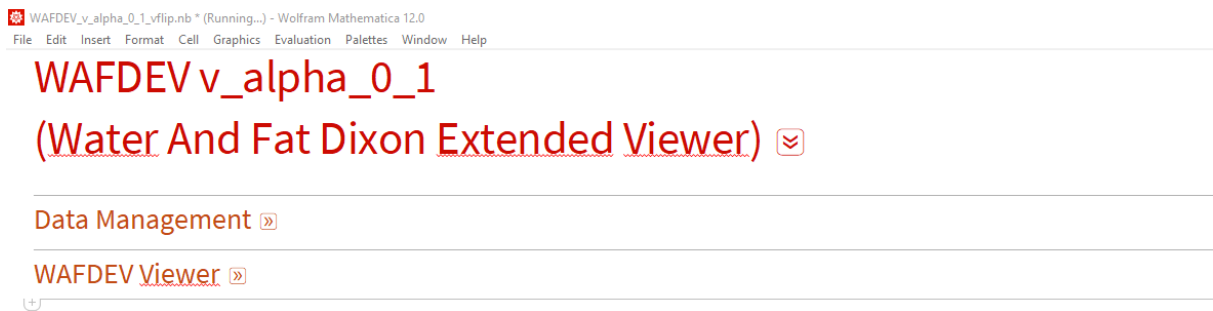 WAFDEV_v_alpha_0_1_vflip.nb * (Running...) - Wolfram Mathematica 12.0
File Edit Insert Format Cell Graphics Evaluation Palettes Window Help
WAFDEV v_alpha_0_1
(Water And Fat Dixon Extended Viewer)
Data Management
WAFDEV Viewer